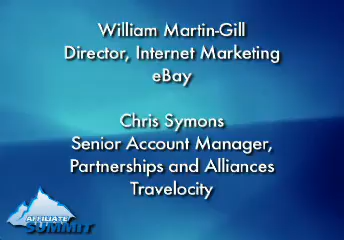 William Martin-Gill
Director, Internet Marketing
eBay
Chris Symons
Senior Account Manager,
Partnerships and Alliances
Travelocity
AFFILIATE
SUMMIT